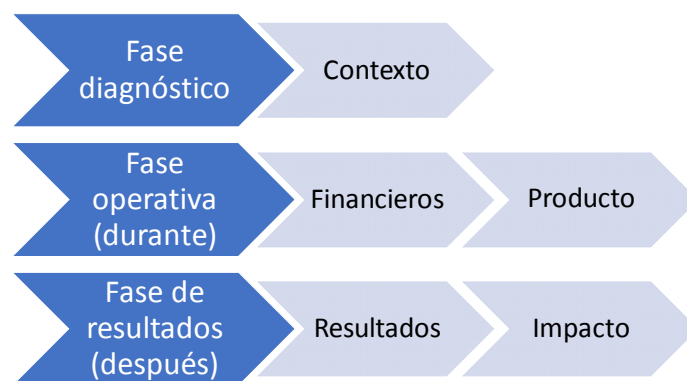 Fase
diagnóstico
Contexto
Fase
operativa
(durante)
Financieros
Producto
Fase de
resultados
(después)
Resultados
Impacto